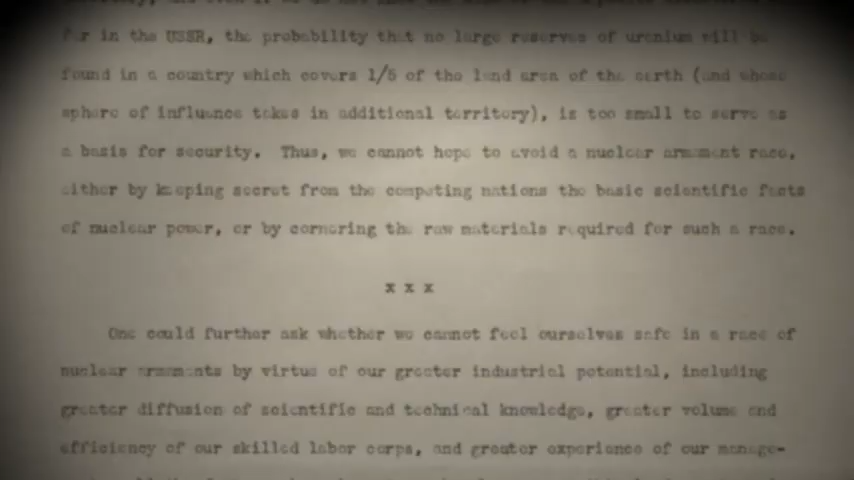 far in the USSR, the probability that no large reserves of uranium will be
found in a country which covers 1/5 of the land area of the earth (and whose
sphere of influence takes in additional territory), is too small to serve as
a basis for security. Thus, we cannot hope to avoid a nuclear armament race,
either by keeping secret from the competing nations the basic scientific facts
of nuclear power, or by cornering the raw materials required for such a race.
x x x
One could further ask whether we cannot feel ourselves safe in a race of
nuclear armaments by virtue of our greater industrial potential, including
greater diffusion of scientific and technical knowledge, greater volume and
efficiency of our skilled labor corps, and greater experience of our manage-